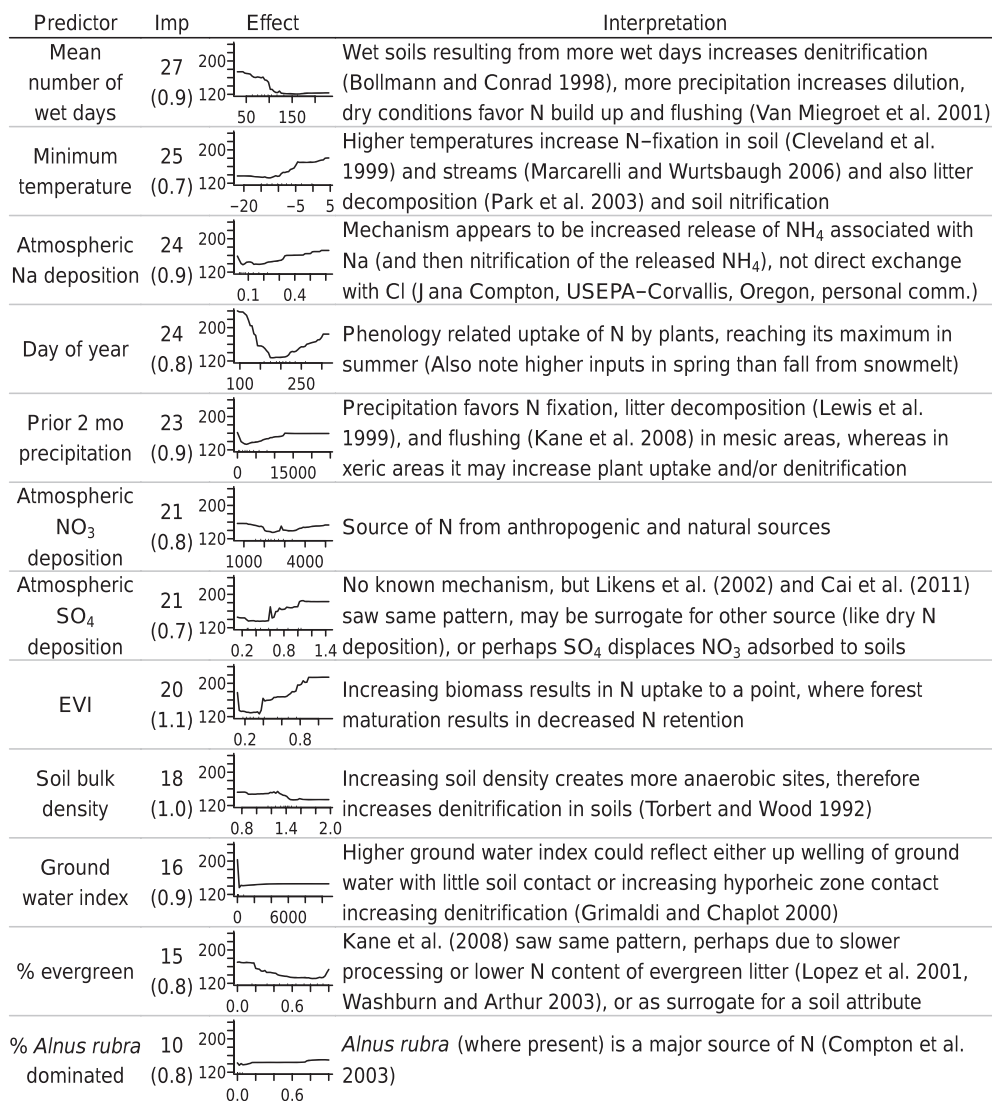 Predictor Imp Effect Interpretation
Mean number of wet days
27
(0.9)
200
120
50 150
Wet soils resulting from more wet days increases denitrification
(Bollmann and Conrad 1998), more precipitation increases dilution,
dry conditions favor N build up and flushing (Van Miegroet et al. 2001)
Minimum temperature
25
(0.7)
200
120
−20 −5 5
Higher temperatures increase N−fixation in soil (Cleveland et al.
1999) and streams (Marcarelli and Wurtsbaugh 2006) and also litter
decomposition (Park et al. 2003) and soil nitrification
Atmospheric
Na deposition
24
(0.9)
200
120
0.1 0.4
Mechanism appears to be increased release of NH₄ associated with
Na (and then nitrification of the released NH₄), not direct exchange
with Cl (Jana Compton, USEPA−Corvallis, Oregon, personal comm.)
Day of year
24
(0.8)
200
120
100 250
Phenology related uptake of N by plants, reaching its maximum in
summer (Also note higher inputs in spring than fall from snowmelt)
Prior 2 mo
precipitation
23
(0.9)
200
120
0 15000
Precipitation favors N fixation, litter decomposition (Lewis et al.
1999), and flushing (Kane et al. 2008) in mesic areas, whereas in
xeric areas it may increase plant uptake and/or denitrification
Atmospheric
NO₃
deposition
21
(0.8)
200
120
1000 4000
Source of N from anthropogenic and natural sources
Atmospheric
SO₄
deposition
21
(0.7)
200
120
0.2 0.8 1.4
No known mechanism, but Likens et al. (2002) and Cai et al. (2011)
saw same pattern, may be surrogate for other source (like dry N
deposition), or perhaps SO₄ displaces NO₃ adsorbed to soils
EVI
20
(1.1)
200
120
0.2 0.8
Increasing biomass results in N uptake to a point, where forest
maturation results in decreased N retention
Soil bulk
density
18
(1.0)
200
120
0.8 1.4 2.0
Increasing soil density creates more anaerobic sites, therefore
increases denitrification in soils (Torbert and Wood 1992)
Ground
water index
16
(0.9)
200
120
0 6000
Higher ground water index could reflect either up welling of ground
water with little soil contact or increasing hyporheic zone contact
increasing denitrification (Grimaldi and Chaplot 2000)
% evergreen
15
(0.8)
200
120
0.0 0.6
Kane et al. (2008) saw same pattern, perhaps due to slower
processing or lower N content of evergreen litter (Lopez et al. 2001,
Washburn and Arthur 2003), or as surrogate for a soil attribute
% Alnus rubra
dominated
10
(0.8)
200
120
0.0 0.6
Alnus rubra (where present) is a major source of N (Compton et al.
2003)